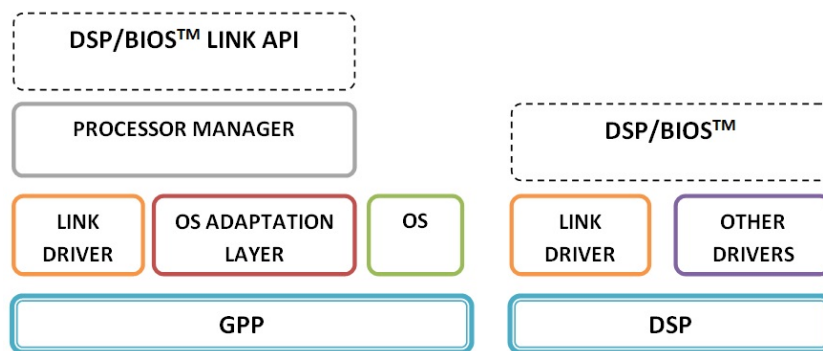 DSP/BIOS™ LINK API
PROCESSOR MANAGER
DSP/BIOS™
LINK
DRIVER
OS ADAPTATION
LAYER
OS
LINK
DRIVER
OTHER
DRIVERS
GPP
DSP